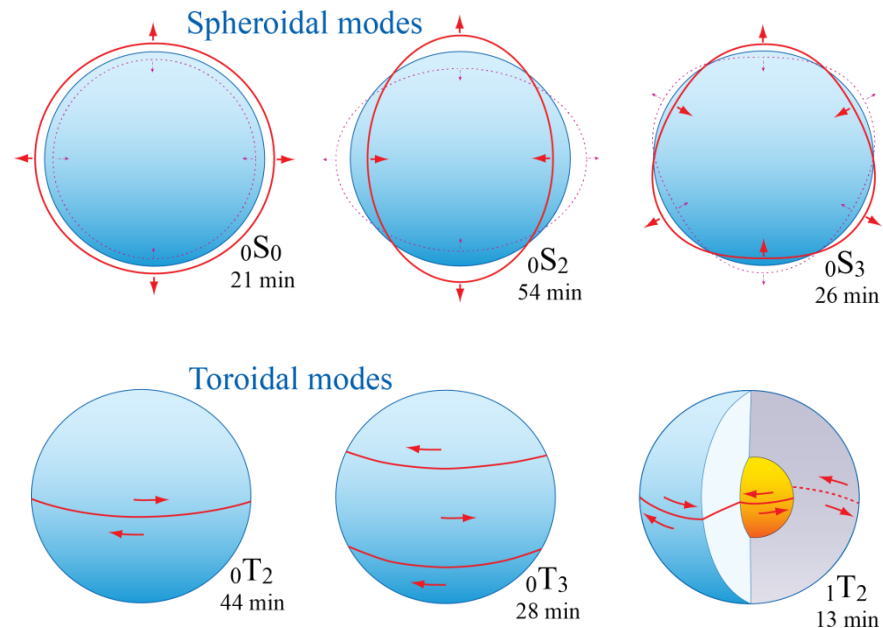 Spheroidal modes
₀S₀
21 min
₀S₂
54 min
₀S₃
26 min
Toroidal modes
₀T₂
44 min
₀T₃
28 min
₁T₂
13 min